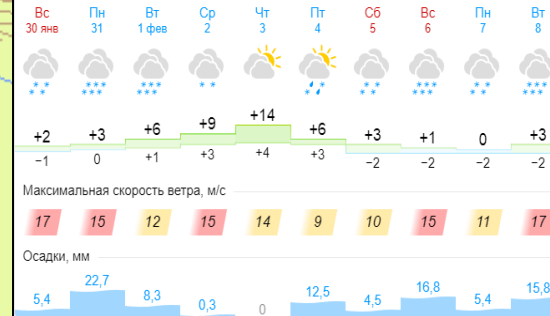 Вс Пн Вт Ср Чт Пт Сб Вс Пн Вт
30 янв 31 1 фев 2 3 4 5 6 7 8
+2 +3 +6 +9 +14 +6 +3 +1 0 +3
−1 0 +1 +3 +4 +3 −2 −2 −2 −2
Максимальная скорость ветра, м/с
17 15 12 15 14 9 10 15 11 17
Осадки, мм
5,4 22,7 8,3 0,3 0 12,5 4,5 16,8 5,4 15,8